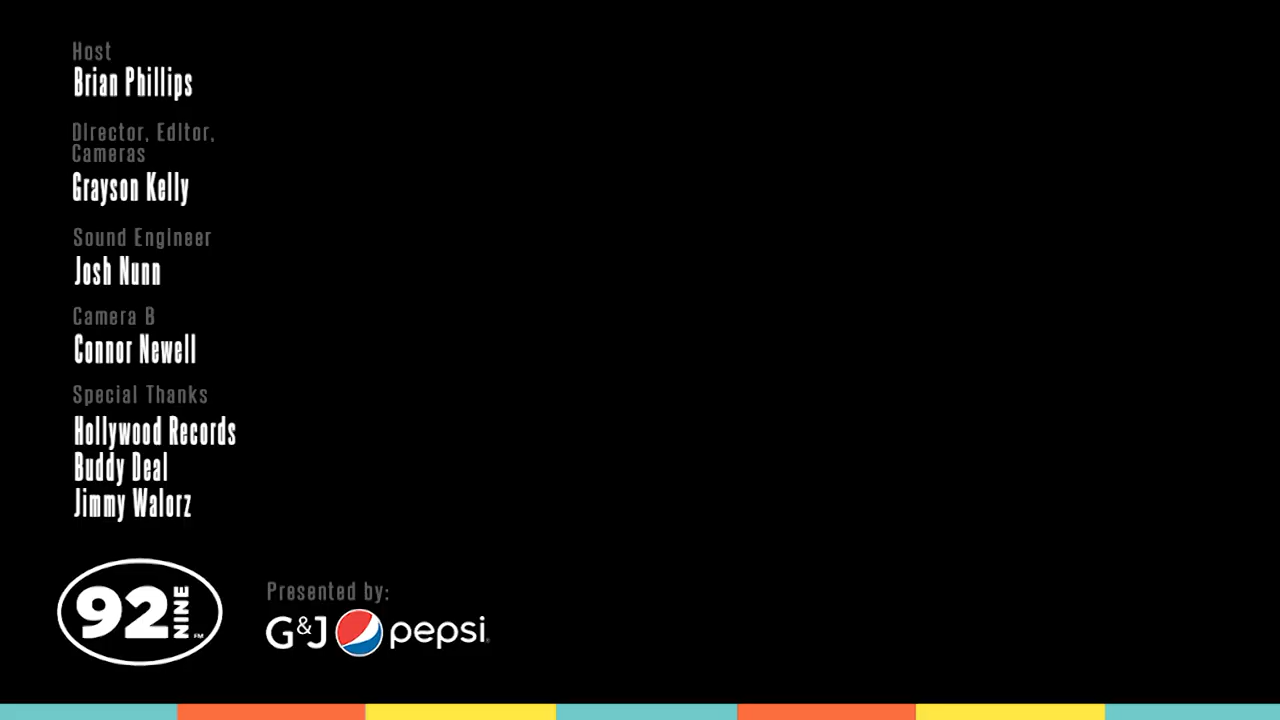 Host
Brian Phillips
Director, Editor,
Cameras
Grayson Kelly
Sound Engineer
Josh Nunn
Camera B
Connor Newell
Special Thanks
Hollywood Records
Buddy Deal
Jimmy Walorz
92 NINE FM
Presented by:
G&J pepsi